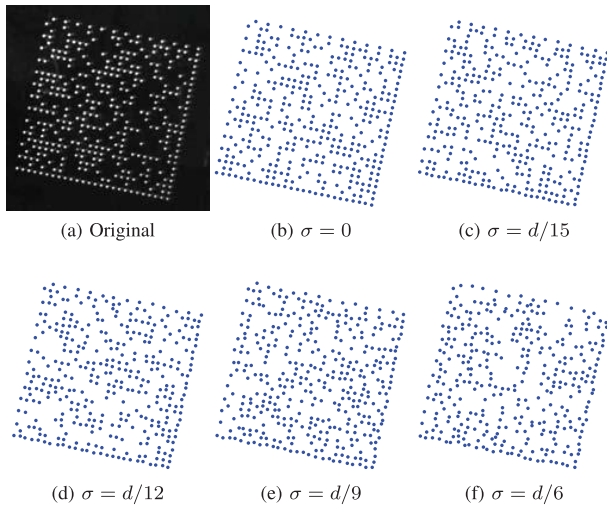 (a) Original
(b) σ = 0
(c) σ = d/15
(d) σ = d/12
(e) σ = d/9
(f) σ = d/6